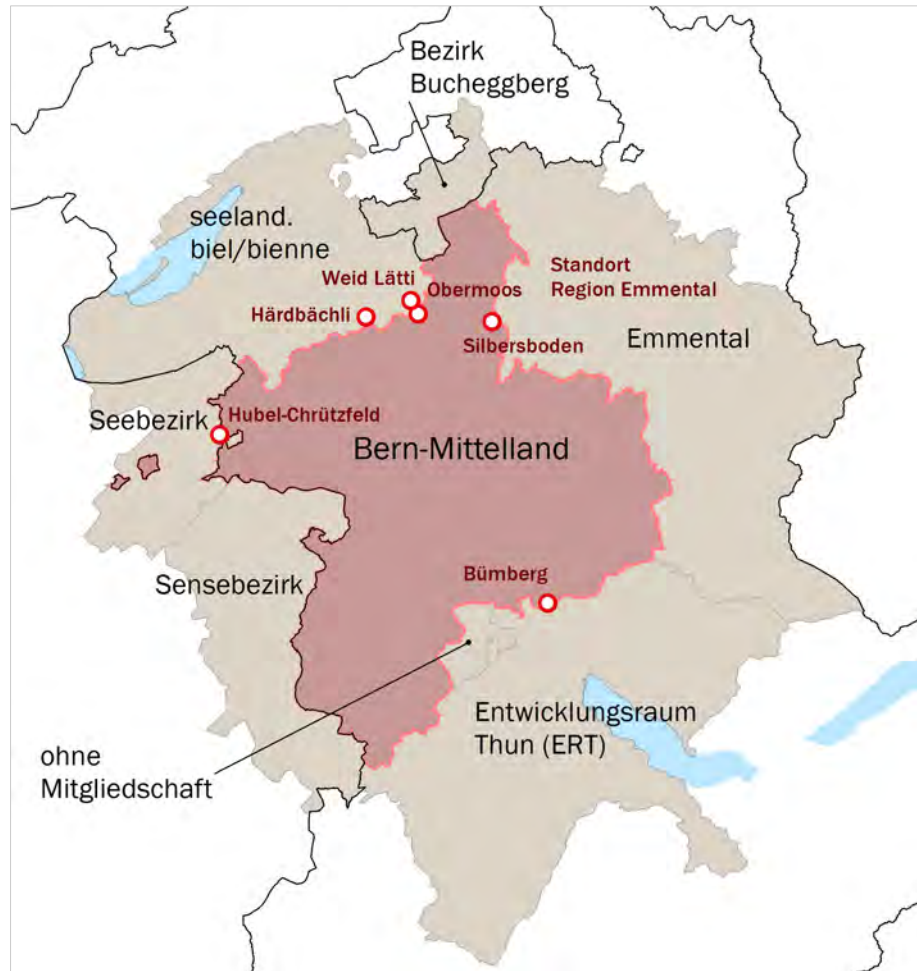 Bezirk
Bucheggberg
seeland.
biel/bienne
Weid Lätti
Obermoos
Standort
Region Emmental
Härdbächli
Silbersboden
Emmental
Seebezirk
Hubel-Chrützfeld
Bern-Mittelland
Sensebezirk
Bümberg
Entwicklungsraum
Thun (ERT)
ohne
Mitgliedschaft